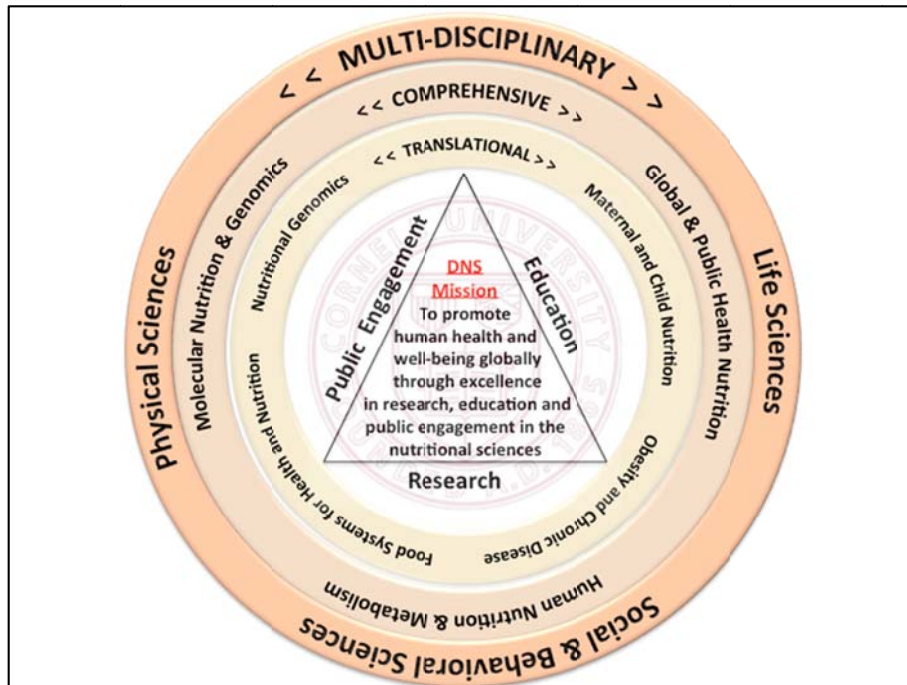 < < MULTI-DISCIPLINARY > >
< < COMPREHENSIVE > >
< < TRANSLATIONAL > >
Physical Sciences
Life Sciences
Social & Behavioral Sciences
Molecular Nutrition & Genomics
Global & Public Health Nutrition
Human Nutrition & Metabolism
Nutritional Genomics
Maternal and Child Nutrition
Food Systems for Health and Nutrition
Obesity and Chronic Disease
Public Engagement
Education
Research
DNS
Mission
To promote
human health and
well-being globally
through excellence
in research, education and
public engagement in the
nutritional sciences
CORNELL UNIVERSITY